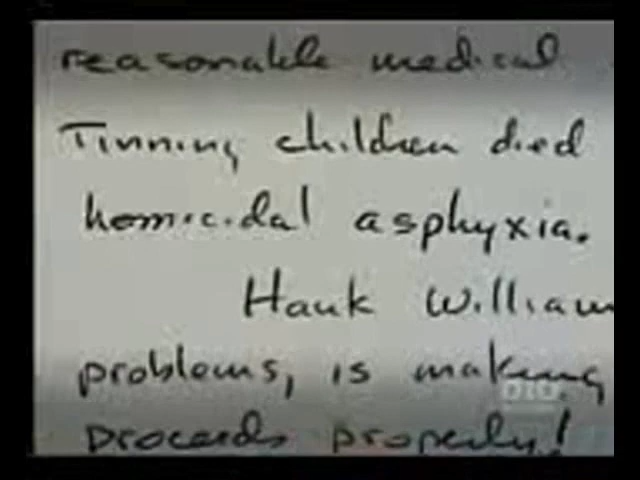 reasonable medical
Tinning children died
homicidal asphyxia.
Hank William
problems, is making
proceeds properly!